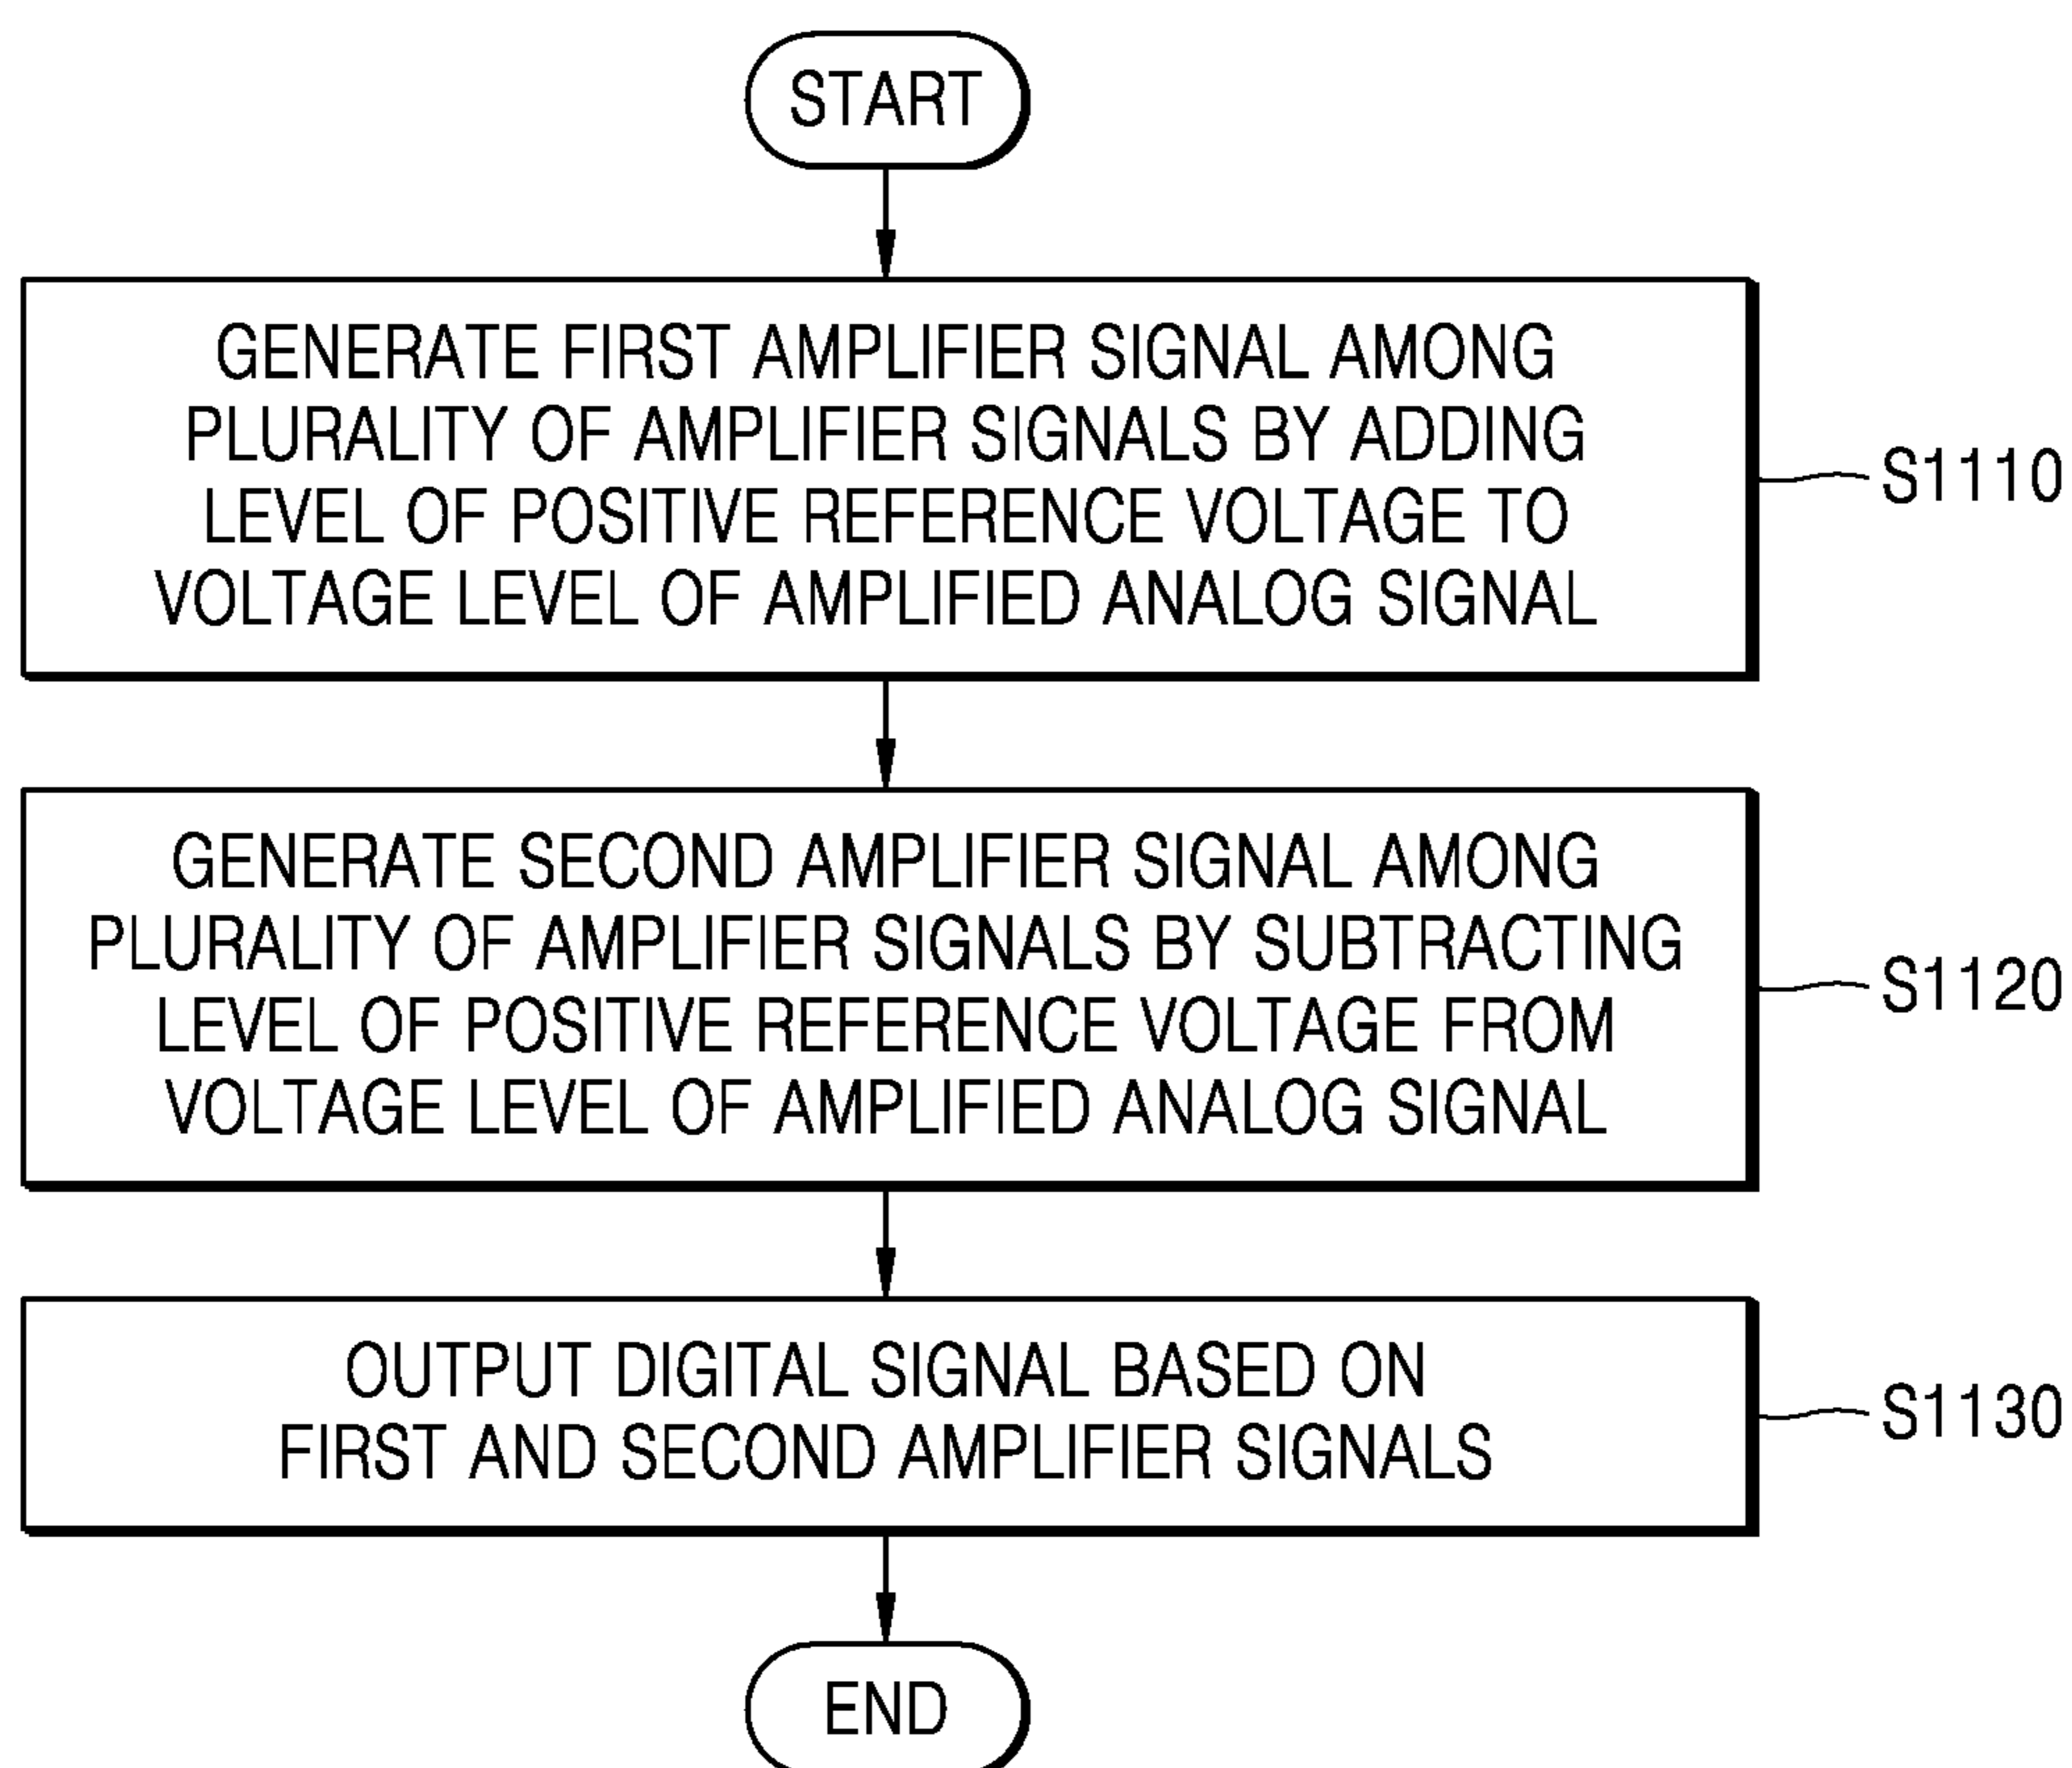 START
GENERATE FIRST AMPLIFIER SIGNAL AMONG
PLURALITY OF AMPLIFIER SIGNALS BY ADDING
LEVEL OF POSITIVE REFERENCE VOLTAGE TO
VOLTAGE LEVEL OF AMPLIFIED ANALOG SIGNAL
S1110
GENERATE SECOND AMPLIFIER SIGNAL AMONG
PLURALITY OF AMPLIFIER SIGNALS BY SUBTRACTING
LEVEL OF POSITIVE REFERENCE VOLTAGE FROM
VOLTAGE LEVEL OF AMPLIFIED ANALOG SIGNAL
S1120
OUTPUT DIGITAL SIGNAL BASED ON
FIRST AND SECOND AMPLIFIER SIGNALS
S1130
END